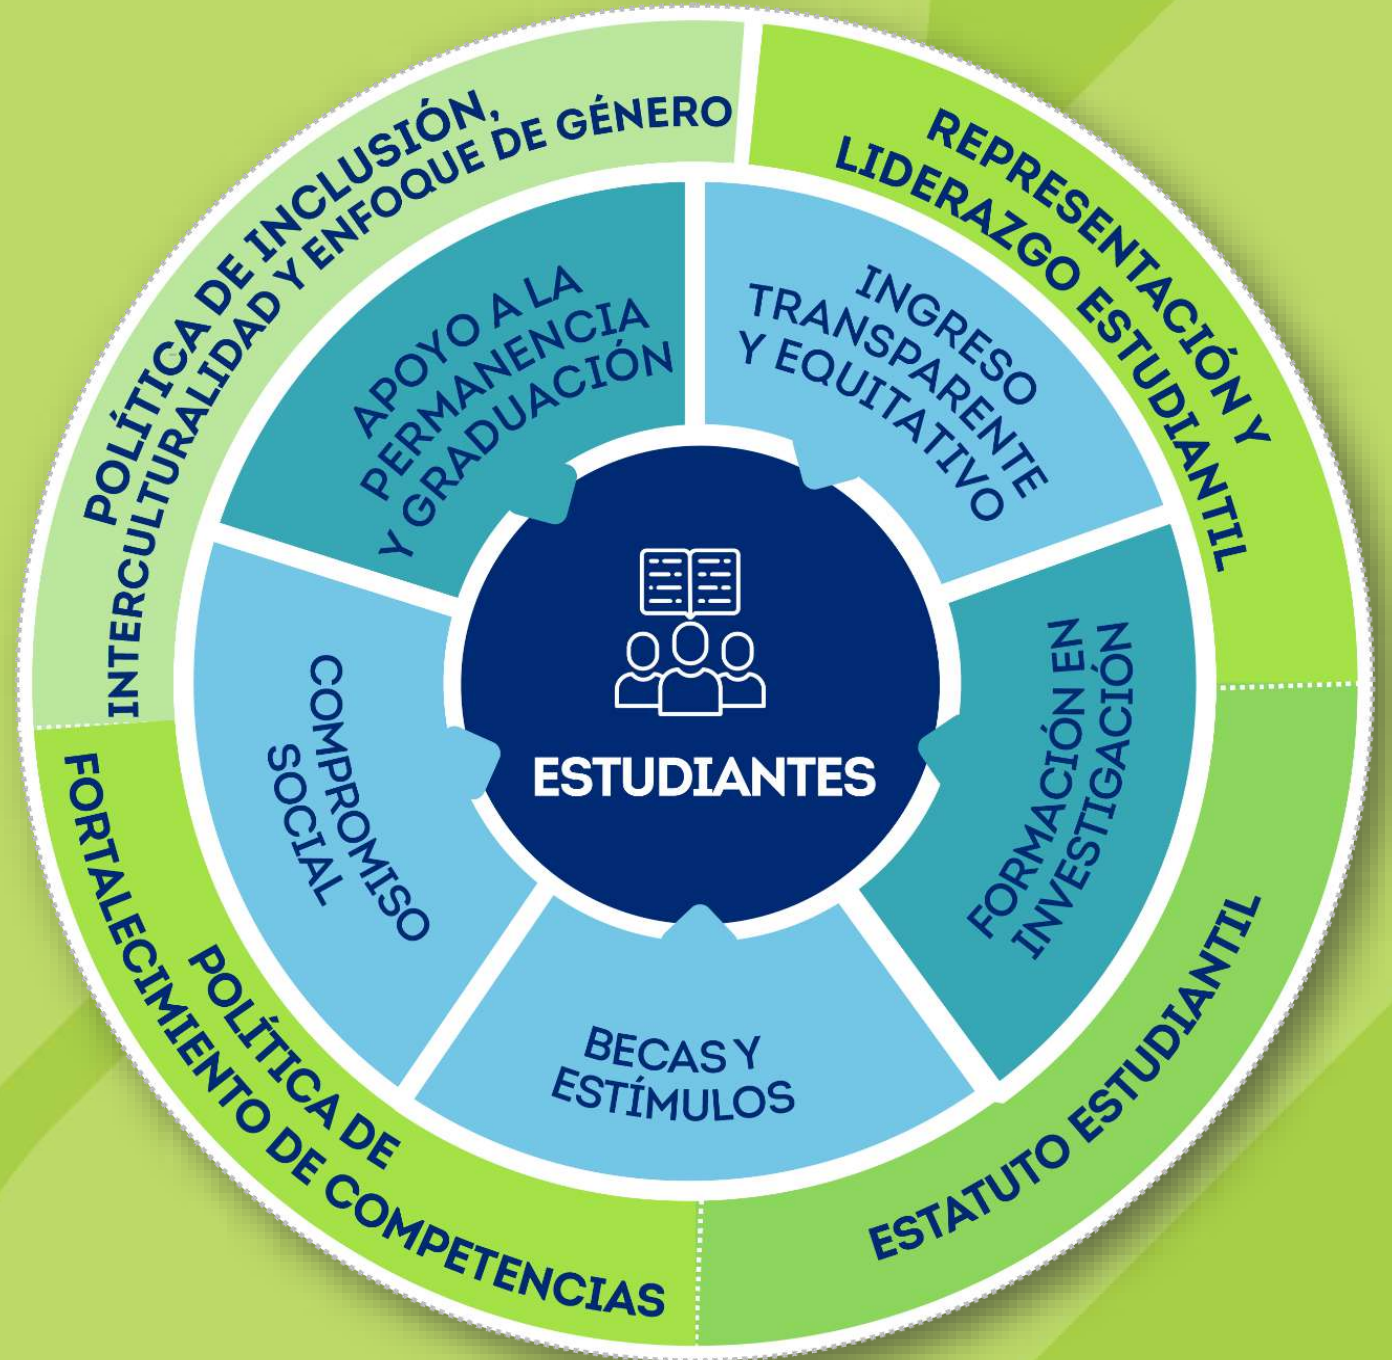 POLÍTICA DE INCLUSIÓN,
INTERCULTURALIDAD Y ENFOQUE DE GÉNERO
REPRESENTACIÓN Y
LIDERAZGO ESTUDIANTIL
APOYO A LA
PERMANENCIA
Y GRADUACIÓN
INGRESO
TRANSPARENTE
Y EQUITATIVO
COMPROMISO
SOCIAL
ESTUDIANTES
FORMACIÓN EN
INVESTIGACIÓN
BECAS Y
ESTÍMULOS
POLÍTICA DE
FORTALECIMIENTO DE COMPETENCIAS
ESTATUTO ESTUDIANTIL